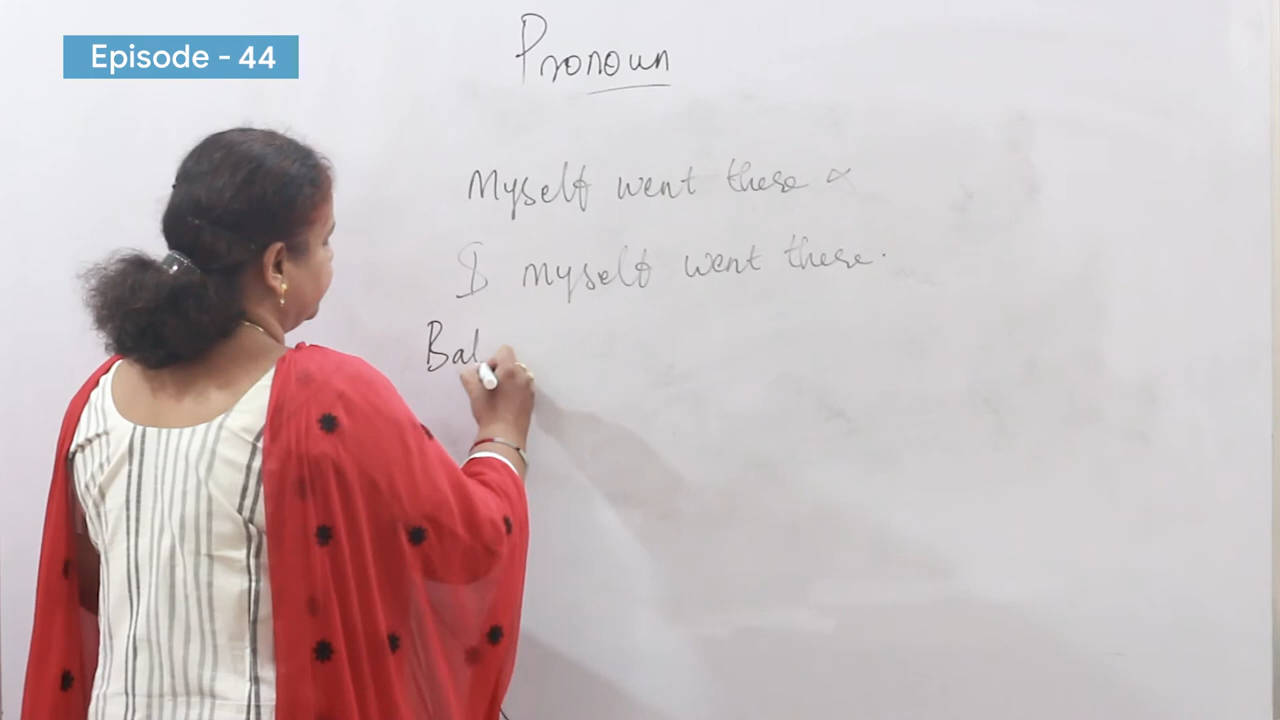 Episode - 44
Pronoun
Myself went there ×
I myself went there.
Bal